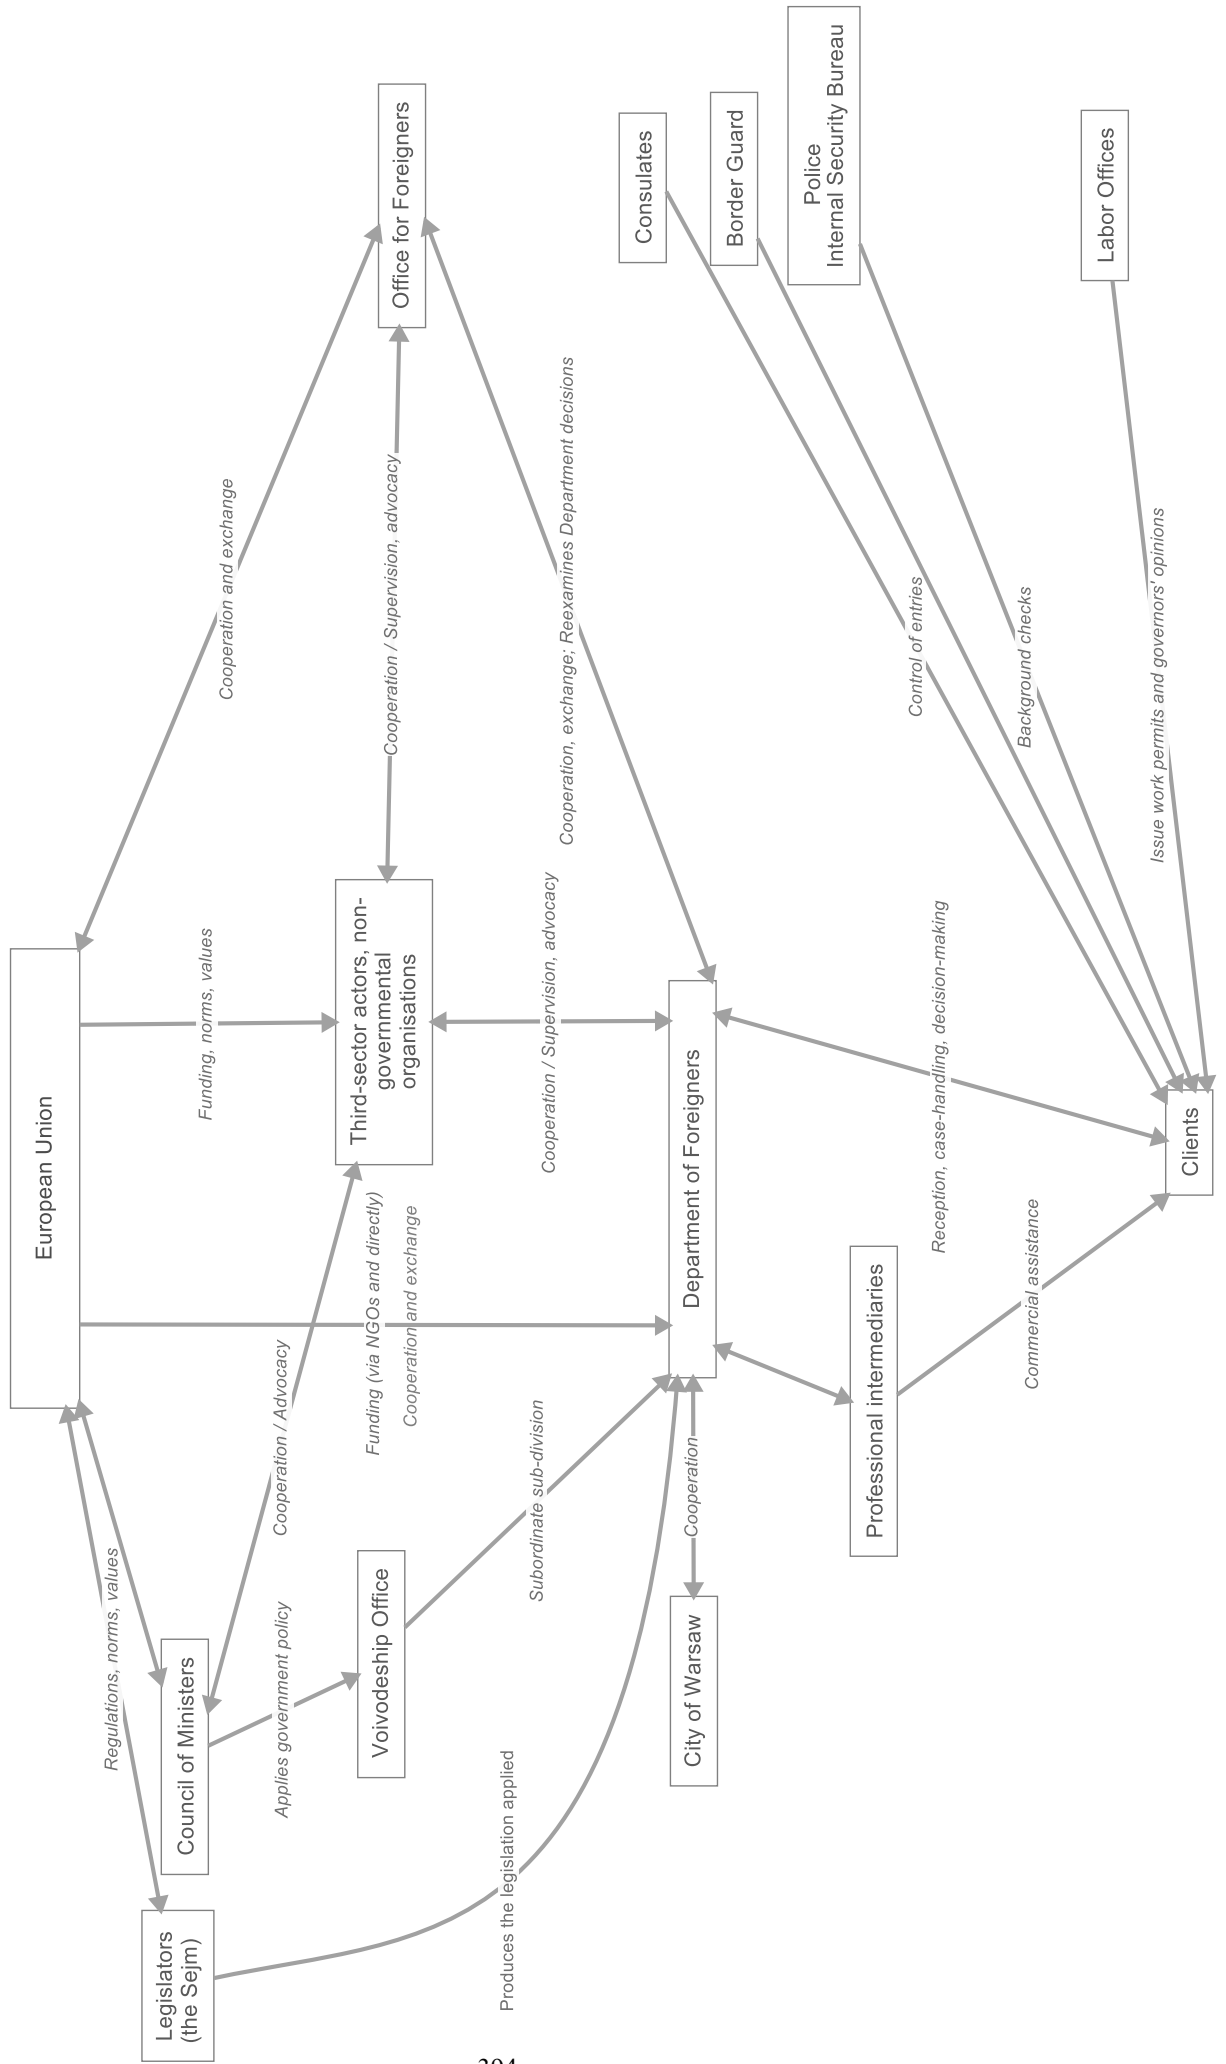 European Union
Legislators
(the Sejm)
Council of Ministers
Regulations, norms, values
Cooperation and exchange
Funding, norms, values
Office for Foreigners
Third-sector actors, non-
governmental
organisations
Cooperation / Supervision, advocacy
Cooperation / Advocacy
Applies government policy
Funding (via NGOs and directly)
Cooperation and exchange
Voivodeship Office
Produces the legislation applied
Subordinate sub-division
Cooperation / Supervision, advocacy
Cooperation, exchange; Reexamines Department decisions
City of Warsaw
Cooperation
Department of Foreigners
Consulates
Border Guard
Police
Internal Security Bureau
Professional intermediaries
Reception, case-handling, decision-making
Control of entries
Commercial assistance
Background checks
Labor Offices
Issue work permits and governors' opinions
Clients